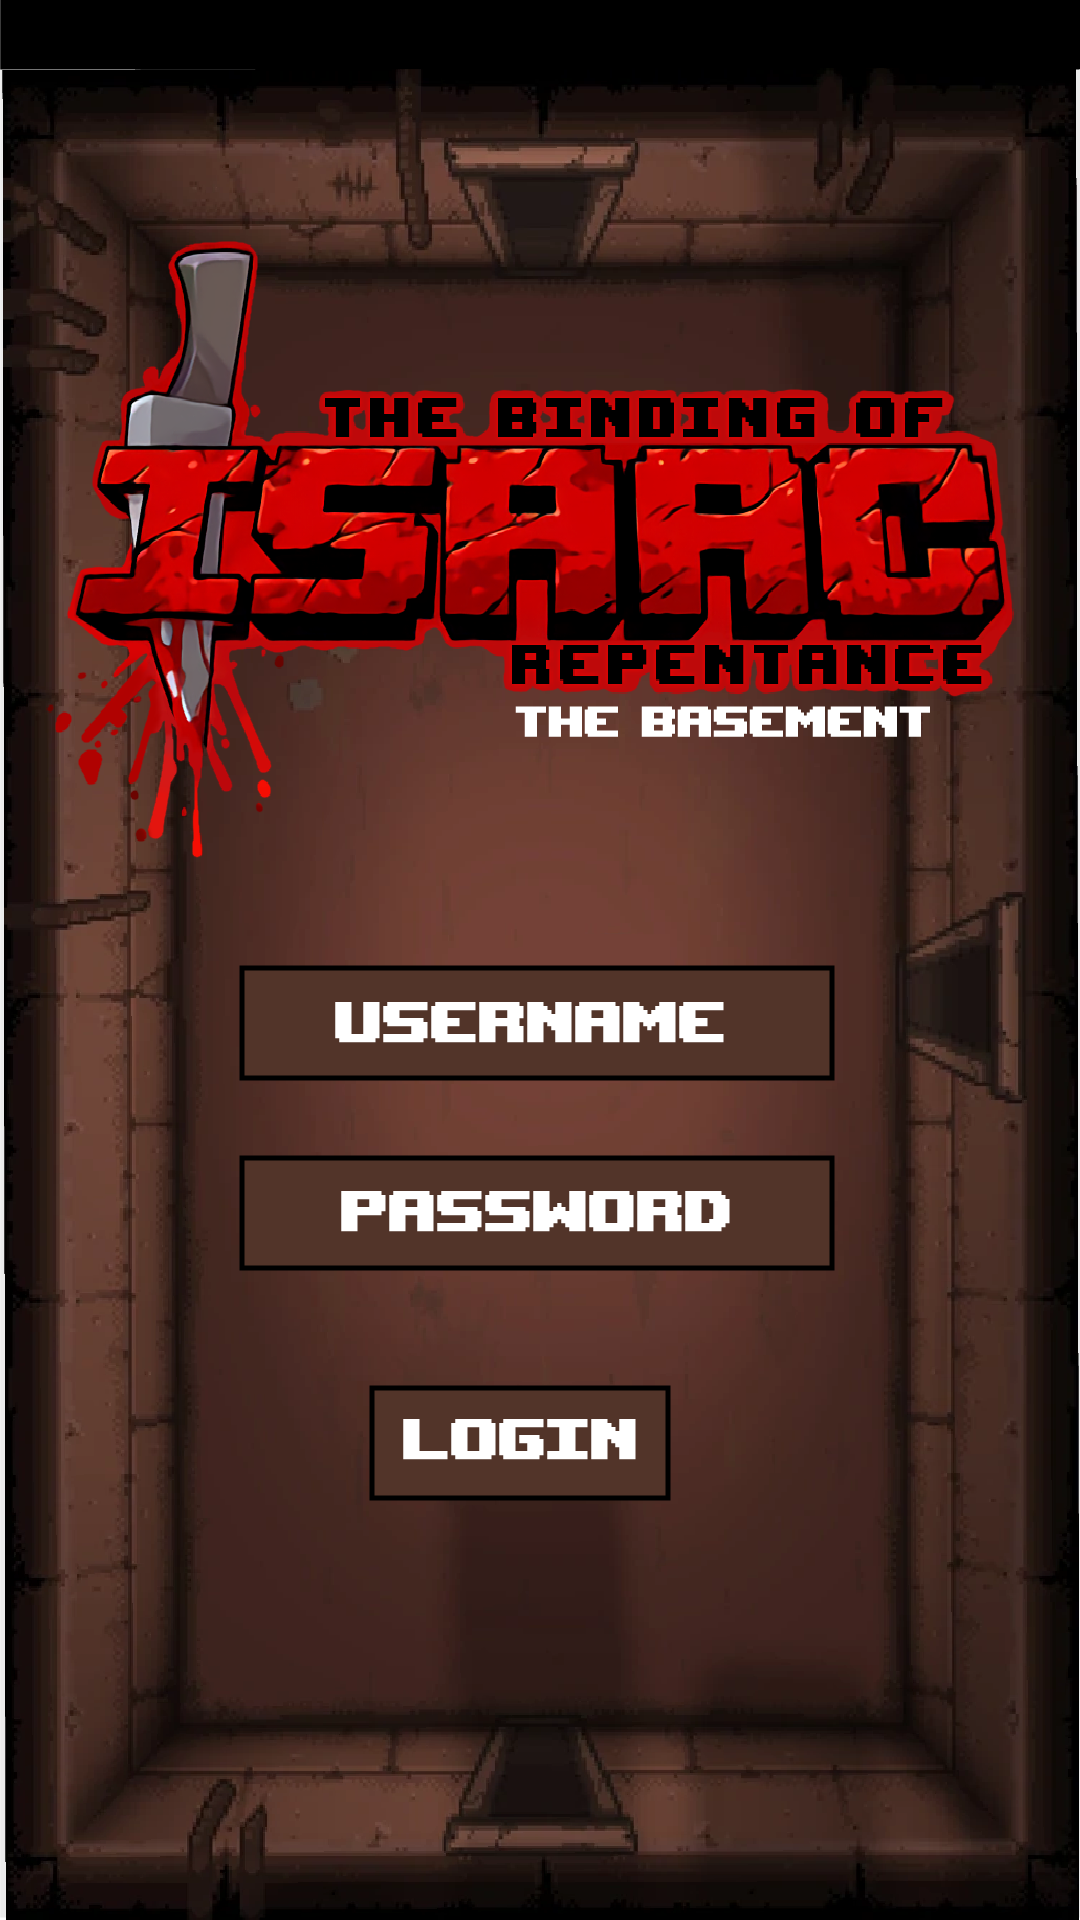 THE BINDING OF
ISAAC
REPENTANCE
THE BASEMENT
USERNAME
PASSWORD
LOGIN